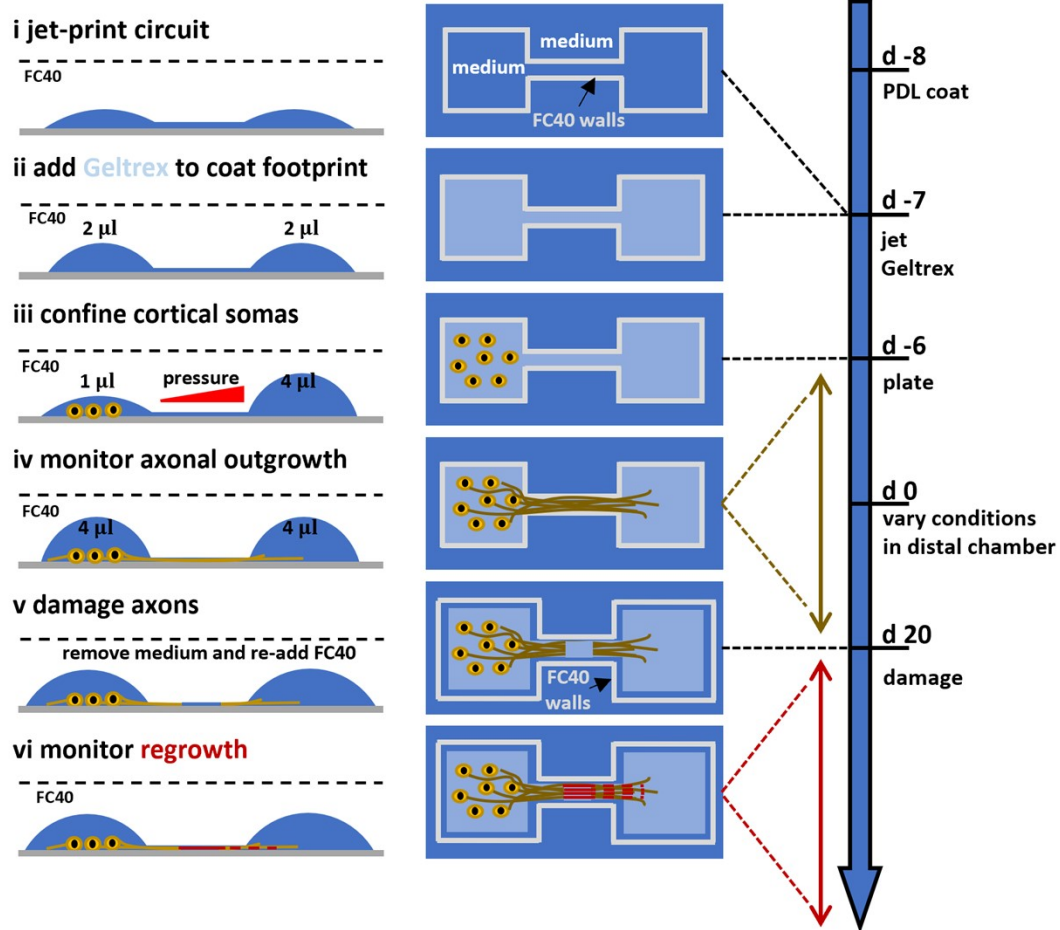 i jet-print circuit
FC40
medium
medium
FC40 walls
d -8
PDL coat
ii add Geltrex to coat footprint
FC40
2 μl
2 μl
d -7
jet
Geltrex
iii confine cortical somas
FC40
1 μl
pressure
4 μl
d -6
plate
iv monitor axonal outgrowth
FC40
4 μl
4 μl
d 0
vary conditions
in distal chamber
v damage axons
FC40
remove medium and re-add FC40
FC40
walls
d 20
damage
vi monitor regrowth
FC40